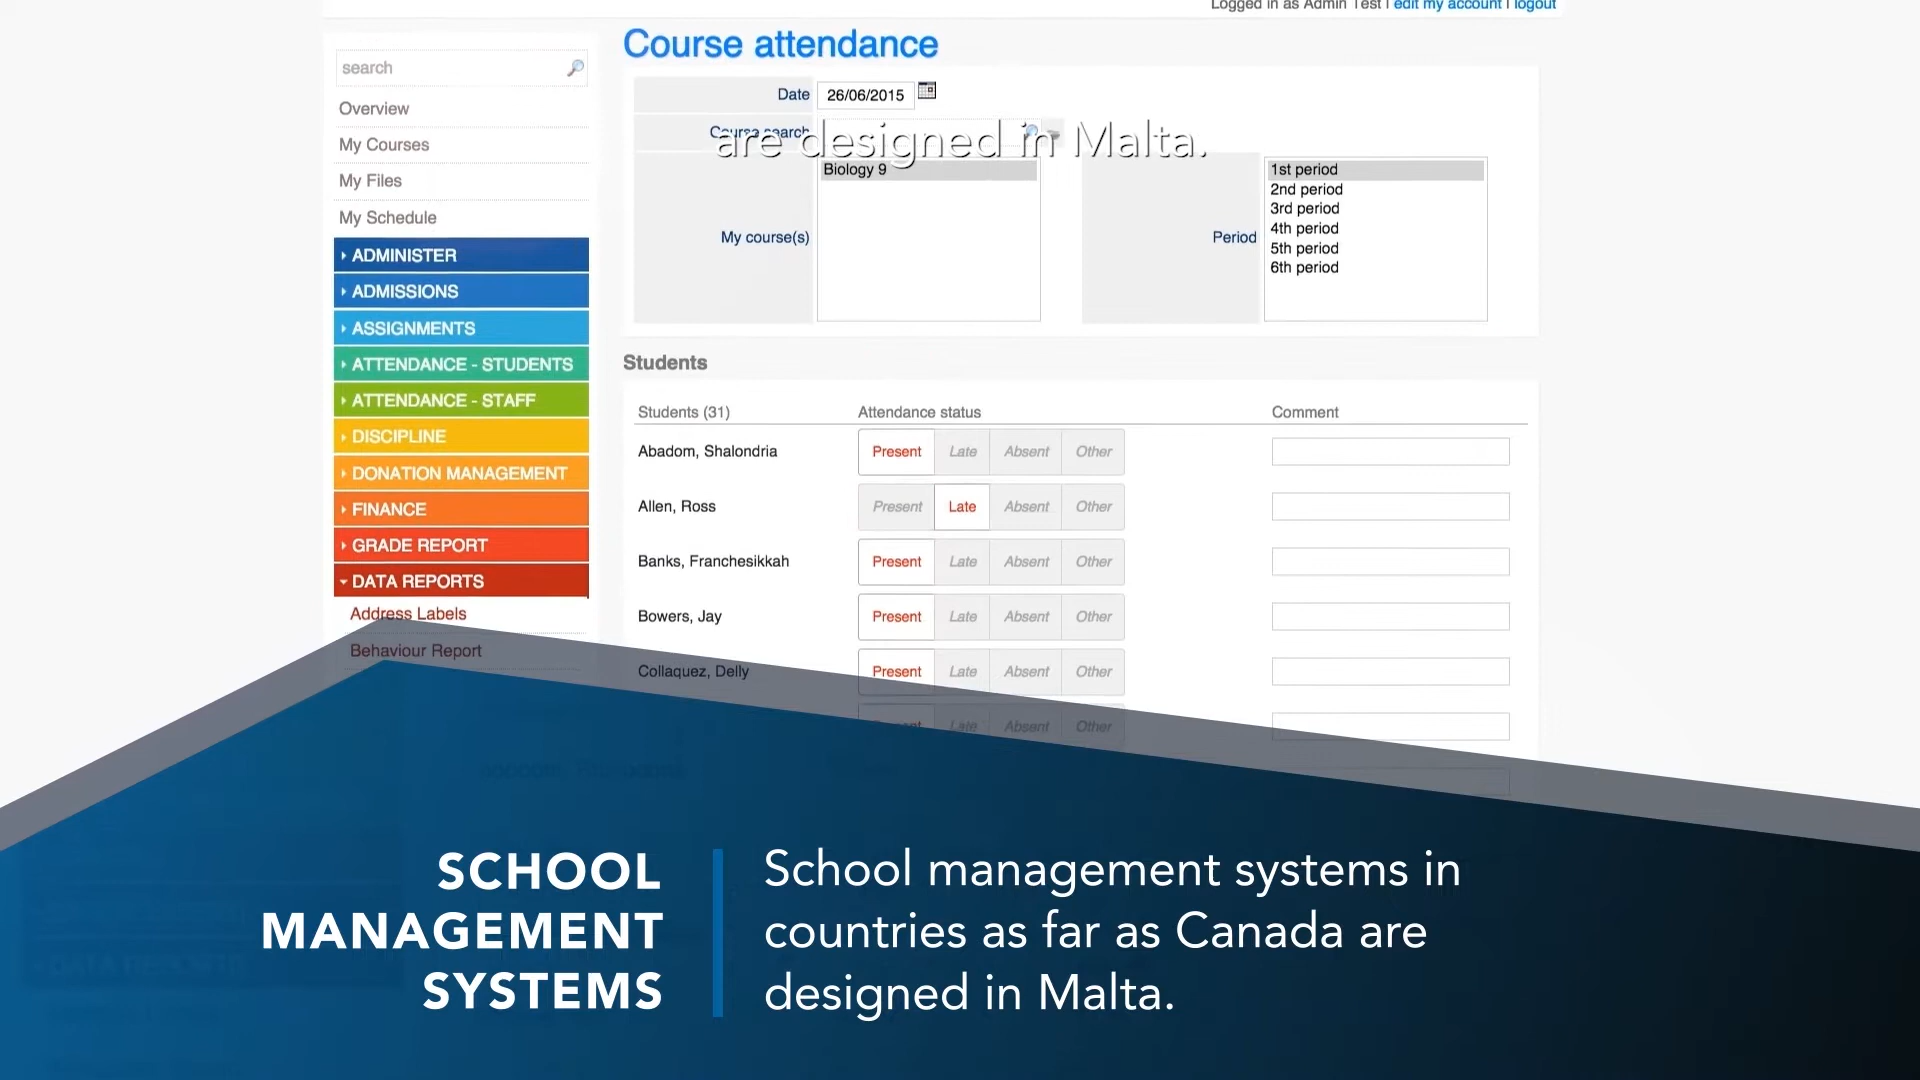 Logged in as Admin Test | edit my account | logout
search
Overview
My Courses
My Files
My Schedule
ADMINISTER
ADMISSIONS
ASSIGNMENTS
ATTENDANCE - STUDENTS
ATTENDANCE - STAFF
DISCIPLINE
DONATION MANAGEMENT
FINANCE
GRADE REPORT
DATA REPORTS
Address Labels
Behaviour Report
Course attendance
Date 26/06/2015
Course search
are designed in Malta.
My course(s)
Biology 9
Period
1st period
2nd period
3rd period
4th period
5th period
6th period
Students
Students (31) Attendance status Comment
Abadom, Shalondria Present Late Absent Other
Allen, Ross Present Late Absent Other
Banks, Franchesikkah Present Late Absent Other
Bowers, Jay Present Late Absent Other
Collaquez, Delly Present Late Absent Other
Present Late Absent Other
SCHOOL
MANAGEMENT
SYSTEMS
School management systems in
countries as far as Canada are
designed in Malta.